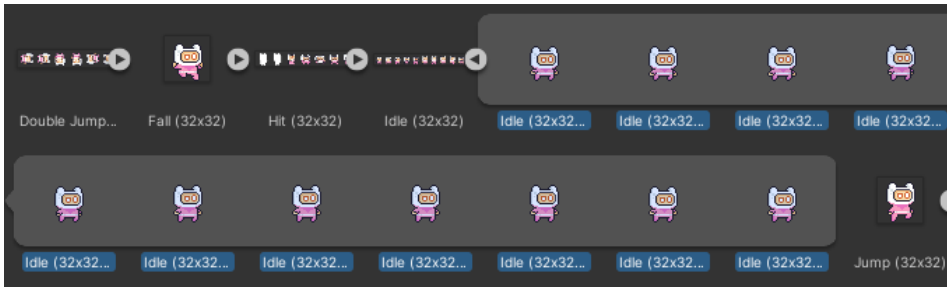 Double Jump... Fall (32x32) Hit (32x32) Idle (32x32) Idle (32x32... Idle (32x32... Idle (32x32... Idle (32x32...
Idle (32x32... Idle (32x32... Idle (32x32... Idle (32x32... Idle (32x32... Idle (32x32... Idle (32x32... Jump (32x32)